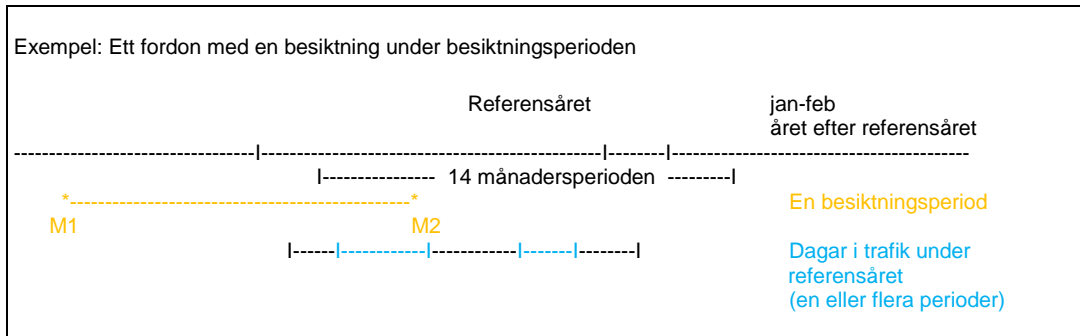 Exempel: Ett fordon med en besiktning under besiktningsperioden
Referensåret jan-feb
året efter referensåret
----------------------------------I------------------------------------------------I--------I------------------------------------------
I---------------- 14 månadersperioden ---------I
*------------------------------------------------* En besiktningsperiod
M1 M2
I------I------------I------------I-------I--------I Dagar i trafik under
referensåret
(en eller flera perioder)